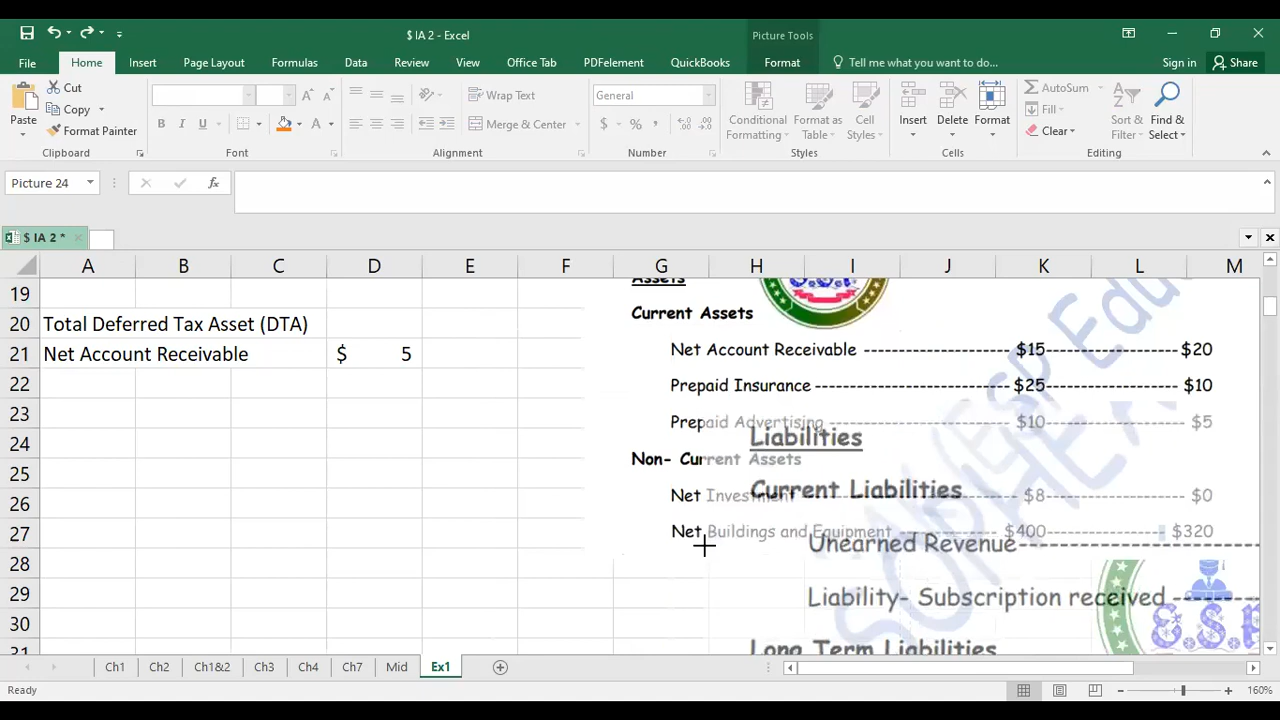 $ IA 2 - Excel
Picture Tools
File Home Insert Page Layout Formulas Data Review View Office Tab PDFelement QuickBooks Format Tell me what you want to do... Sign in Share
Cut
Copy
Format Painter
Paste
Clipboard
B I U
A
Font
Wrap Text
Merge & Center
Alignment
General
$ % ,
Number
Conditional Formatting
Format as Table
Cell Styles
Styles
Insert Delete Format
Cells
AutoSum
Fill
Clear
Sort & Filter
Find & Select
Editing
Picture 24
fx
$ IA 2 *
A B C D E F G H I J K L M
19
20 Total Deferred Tax Asset (DTA)
21 Net Account Receivable $ 5
22
23
24
25
26
27
28
29
30
31
Assets
Current Assets
Net Account Receivable $15 $20
Prepaid Insurance $25 $10
Prepaid Advertising $10 $5
Non- Current Assets
Net Investment $8 $0
Net Buildings and Equipment $400 $320
Liabilities
Current Liabilities
Unearned Revenue
Liability- Subscription received
Long Term Liabilities
Ch1 Ch2 Ch1&2 Ch3 Ch4 Ch7 Mid Ex1
Ready
160%